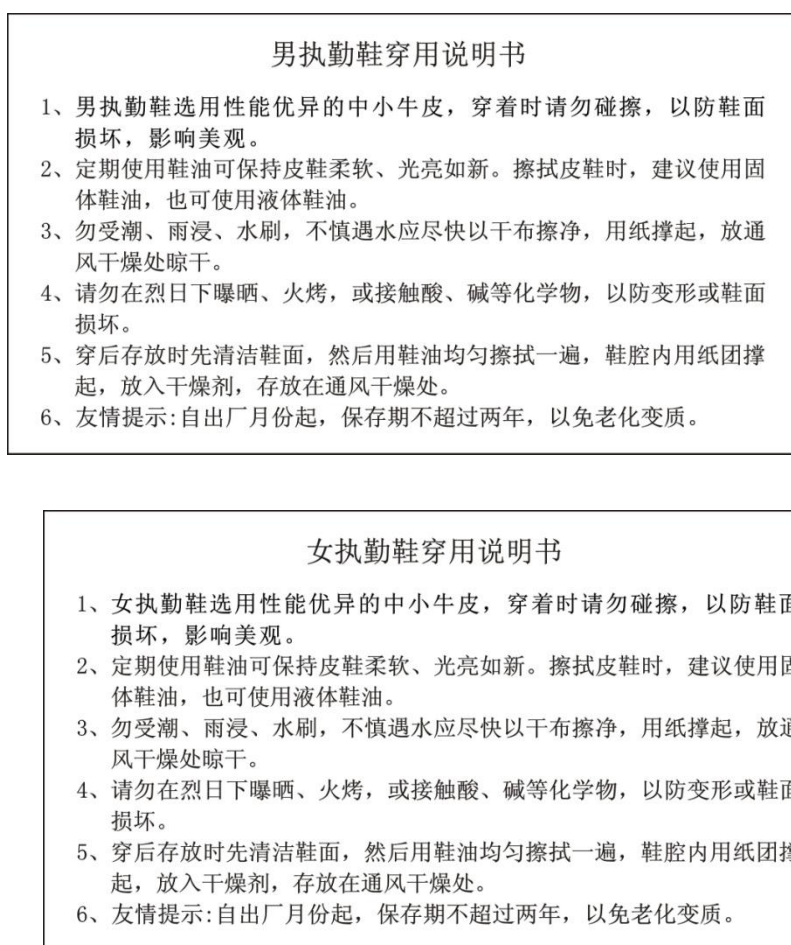 男执勤鞋穿用说明书
1、男执勤鞋选用性能优异的中小牛皮，穿着时请勿碰擦，以防鞋面
损坏，影响美观。
2、定期使用鞋油可保持皮鞋柔软、光亮如新。擦拭皮鞋时，建议使用固
体鞋油，也可使用液体鞋油。
3、勿受潮、雨浸、水刷，不慎遇水应尽快以干布擦净，用纸撑起，放通
风干燥处晾干。
4、请勿在烈日下曝晒、火烤，或接触酸、碱等化学物，以防变形或鞋面
损坏。
5、穿后存放时先清洁鞋面，然后用鞋油均匀擦拭一遍，鞋腔内用纸团撑
起，放入干燥剂，存放在通风干燥处。
6、友情提示:自出厂月份起，保存期不超过两年，以免老化变质。
女执勤鞋穿用说明书
1、女执勤鞋选用性能优异的中小牛皮，穿着时请勿碰擦，以防鞋面
损坏，影响美观。
2、定期使用鞋油可保持皮鞋柔软、光亮如新。擦拭皮鞋时，建议使用固
体鞋油，也可使用液体鞋油。
3、勿受潮、雨浸、水刷，不慎遇水应尽快以干布擦净，用纸撑起，放通
风干燥处晾干。
4、请勿在烈日下曝晒、火烤，或接触酸、碱等化学物，以防变形或鞋面
损坏。
5、穿后存放时先清洁鞋面，然后用鞋油均匀擦拭一遍，鞋腔内用纸团撑
起，放入干燥剂，存放在通风干燥处。
6、友情提示:自出厂月份起，保存期不超过两年，以免老化变质。